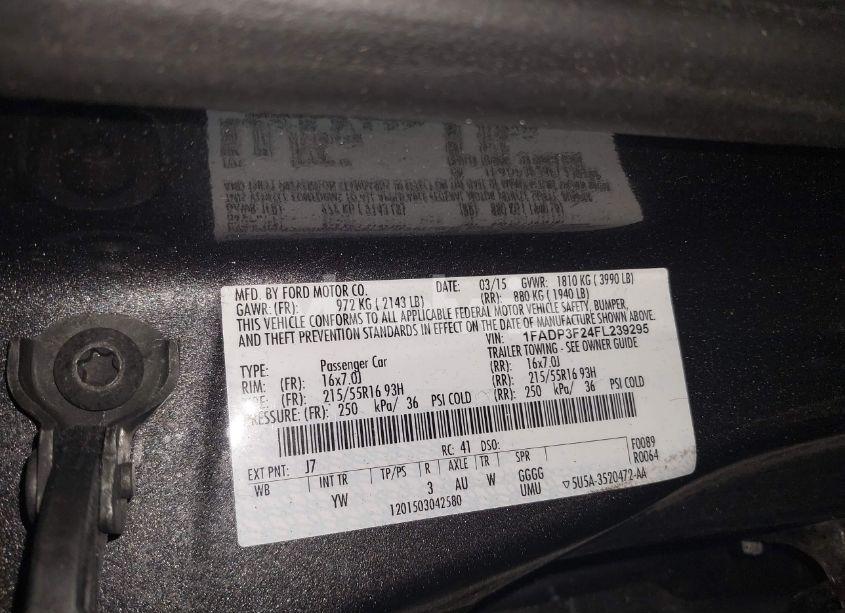 MFD. BY FORD MOTOR CO. DATE: 03/15 GVWR: 1810 KG ( 3990 LB)
GAWR: (FR): 972 KG ( 2143 LB) (RR): 880 KG ( 1940 LB)
THIS VEHICLE CONFORMS TO ALL APPLICABLE FEDERAL MOTOR VEHICLE SAFETY, BUMPER,
AND THEFT PREVENTION STANDARDS IN EFFECT ON THE DATE OF MANUFACTURE SHOWN ABOVE.
VIN: 1FADP3F24FL239295
TYPE: Passenger Car TRAILER TOWING - SEE OWNER GUIDE
RIM: (FR): 16x7.0J (RR): 16x7.0J
(FR): 215/55R16 93H (RR): 215/55R16 93H
PRESSURE: (FR): 250 kPa/ 36 PSI COLD (RR): 250 kPa/ 36 PSI COLD
EXT PNT: J7 RC: 41 DSO: F0089
R0064
WB INT TR TP/PS R AXLE TR SPR
YW 3 AU W GGGG
UMU
1201503042580 ▽5U5A-3520472-AA